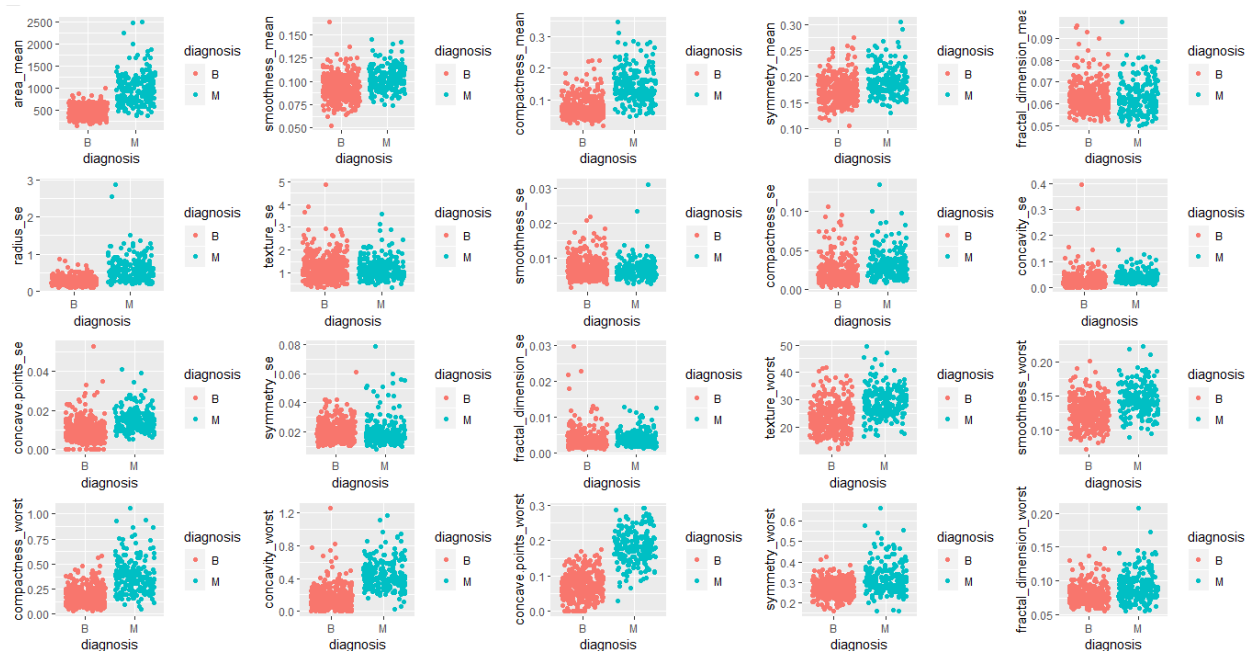 area_mean
2500
2000
1500
1000
500
B M
diagnosis
diagnosis
B
M
smoothness_mean
0.150
0.125
0.100
0.075
0.050
B M
diagnosis
diagnosis
B
M
compactness_mean
0.3
0.2
0.1
B M
diagnosis
diagnosis
B
M
symmetry_mean
0.30
0.25
0.20
0.15
0.10
B M
diagnosis
diagnosis
B
M
fractal_dimension_mea
0.09
0.08
0.07
0.06
0.05
B M
diagnosis
diagnosis
B
M
radius_se
3
2
1
0
B M
diagnosis
diagnosis
B
M
texture_se
5
4
3
2
1
B M
diagnosis
diagnosis
B
M
smoothness_se
0.03
0.02
0.01
B M
diagnosis
diagnosis
B
M
compactness_se
0.10
0.05
0.00
B M
diagnosis
diagnosis
B
M
concavity_se
0.4
0.3
0.2
0.1
0.0
B M
diagnosis
diagnosis
B
M
concave.points_se
0.04
0.02
0.00
B M
diagnosis
diagnosis
B
M
symmetry_se
0.08
0.06
0.04
0.02
B M
diagnosis
diagnosis
B
M
fractal_dimension_se
0.03
0.02
0.01
0.00
B M
diagnosis
diagnosis
B
M
texture_worst
50
40
30
20
B M
diagnosis
diagnosis
B
M
smoothness_worst
0.20
0.15
0.10
B M
diagnosis
diagnosis
B
M
compactness_worst
1.00
0.75
0.50
0.25
0.00
B M
diagnosis
diagnosis
B
M
concavity_worst
1.2
0.8
0.4
0.0
B M
diagnosis
diagnosis
B
M
concave.points_worst
0.3
0.2
0.1
0.0
B M
diagnosis
diagnosis
B
M
symmetry_worst
0.6
0.5
0.4
0.3
0.2
B M
diagnosis
diagnosis
B
M
fractal_dimension_worst
0.20
0.15
0.10
0.05
B M
diagnosis
diagnosis
B
M